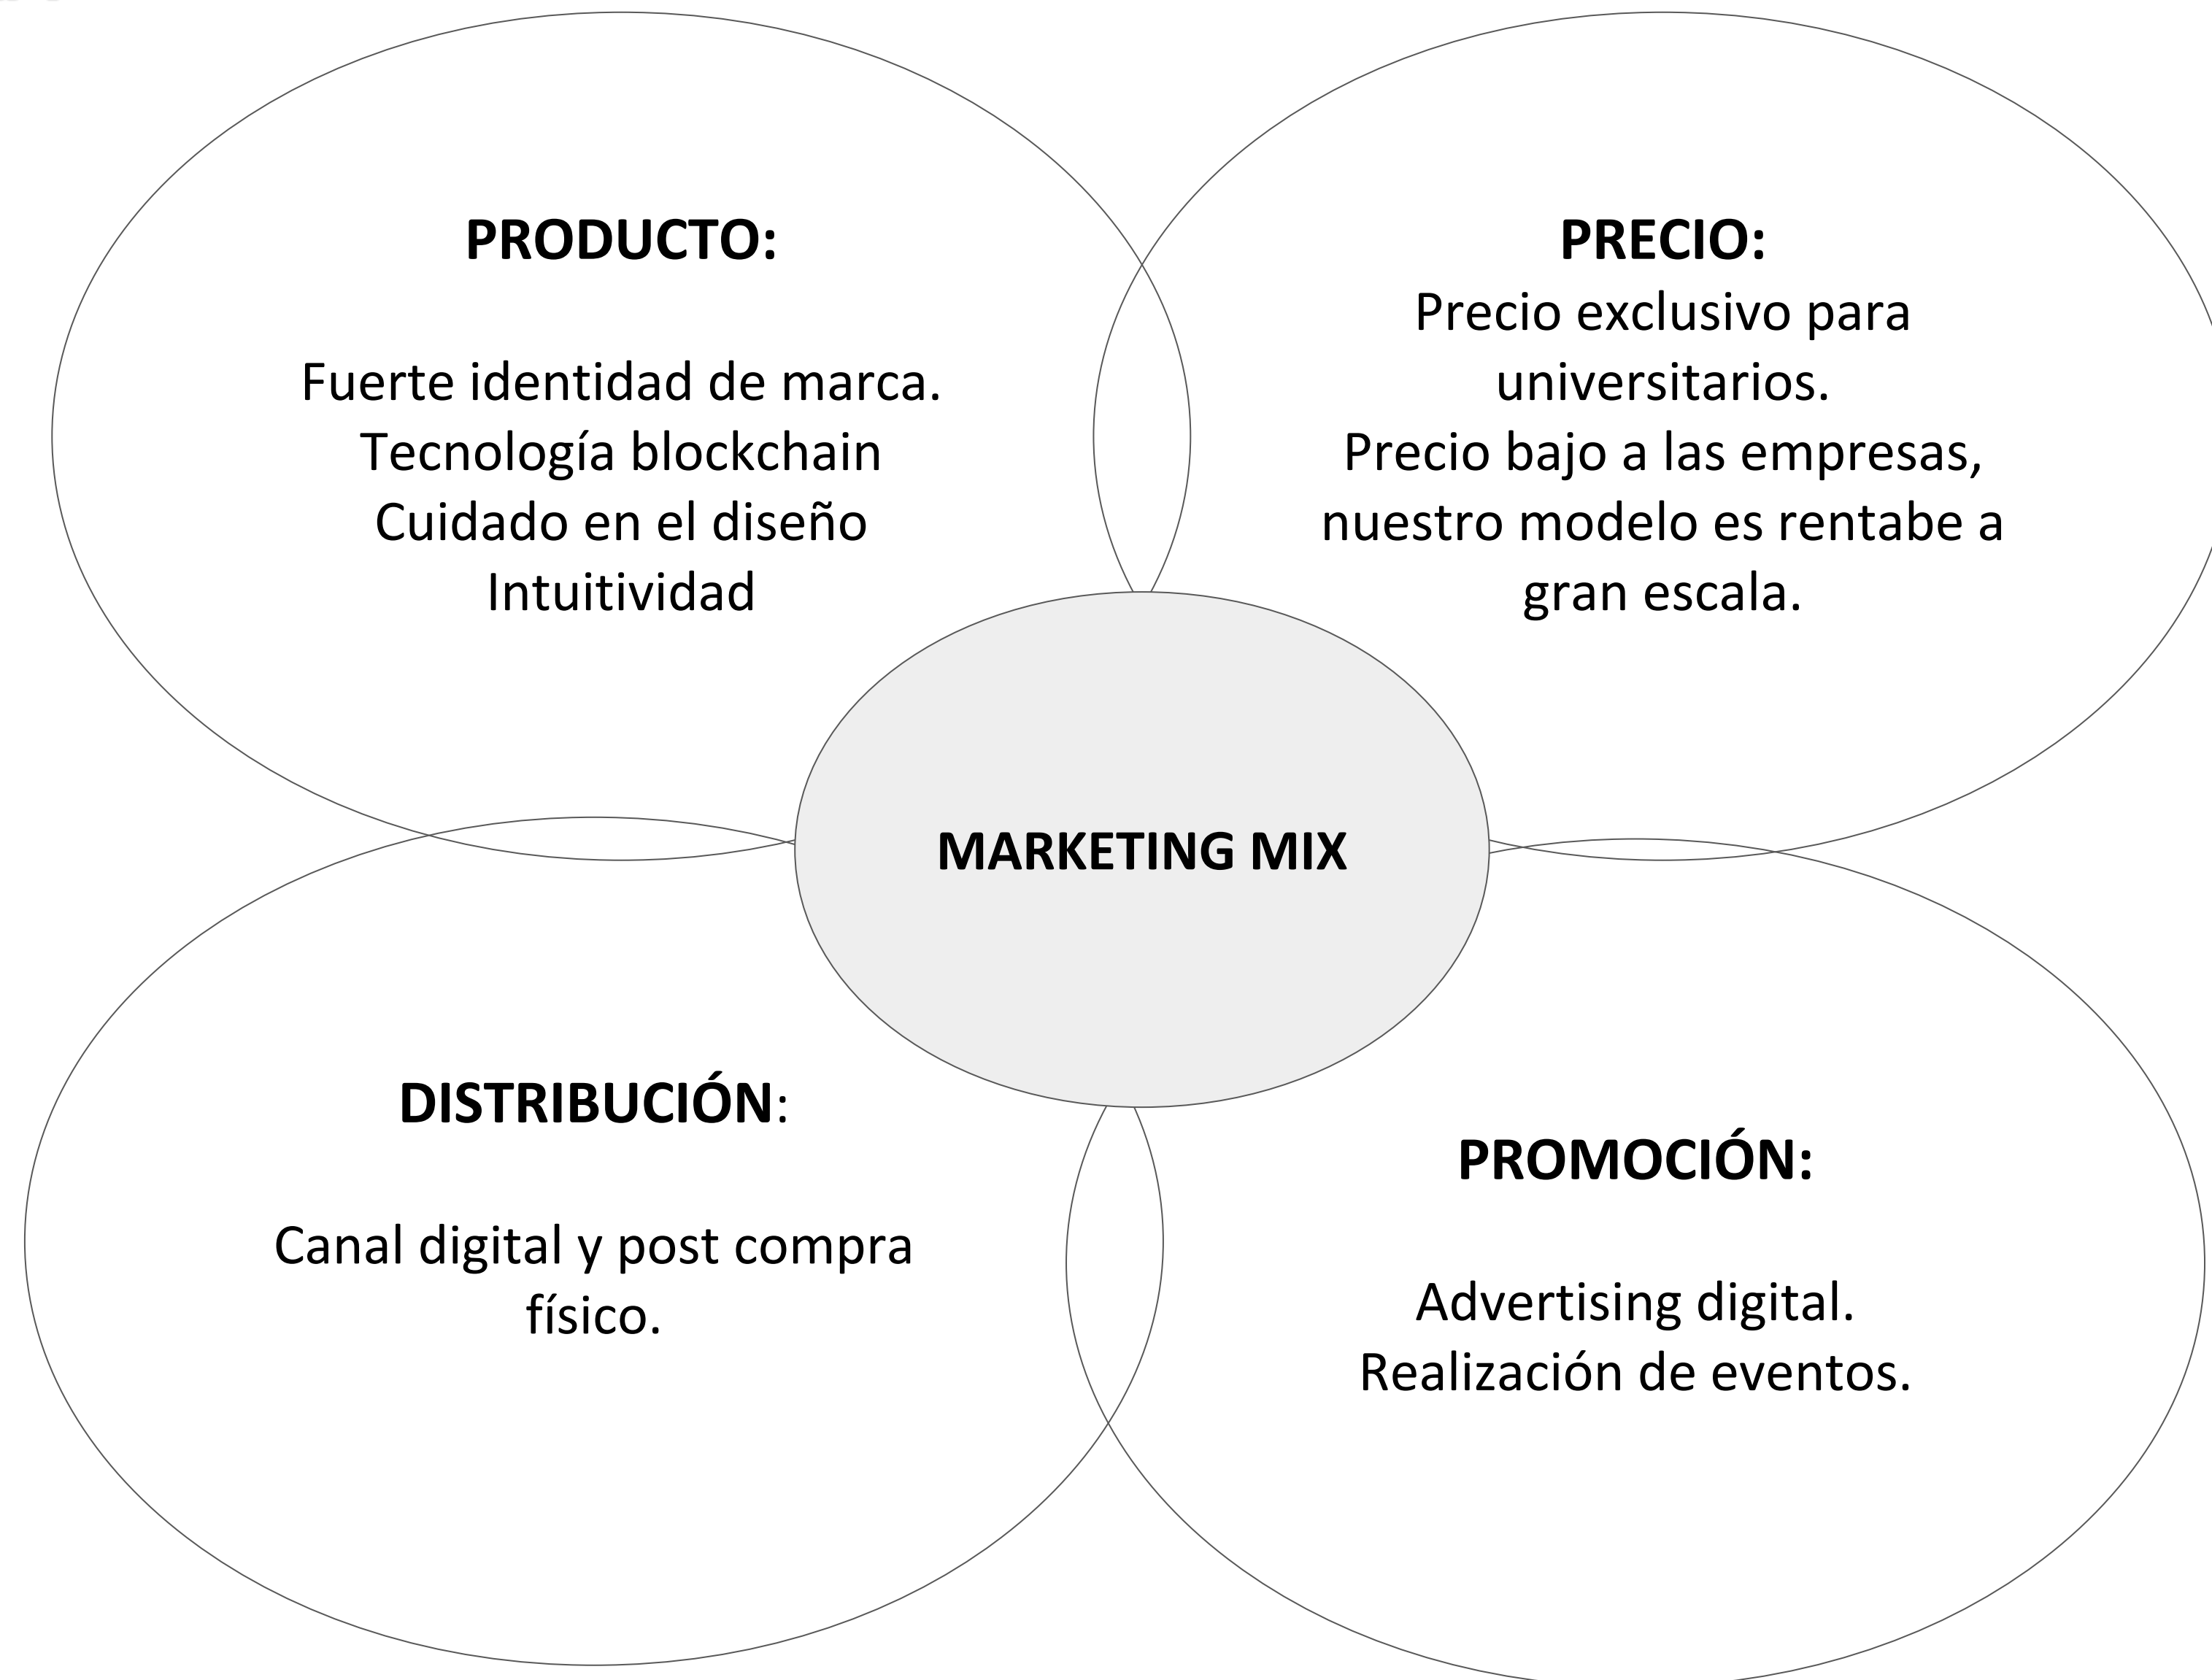 PRODUCTO:
Fuerte identidad de marca.
Tecnología blockchain
Cuidado en el diseño
Intuitividad
PRECIO:
Precio exclusivo para
universitarios.
Precio bajo a las empresas,
nuestro modelo es rentabe a
gran escala.
MARKETING MIX
DISTRIBUCIÓN:
Canal digital y post compra
físico.
PROMOCIÓN:
Advertising digital.
Realización de eventos.